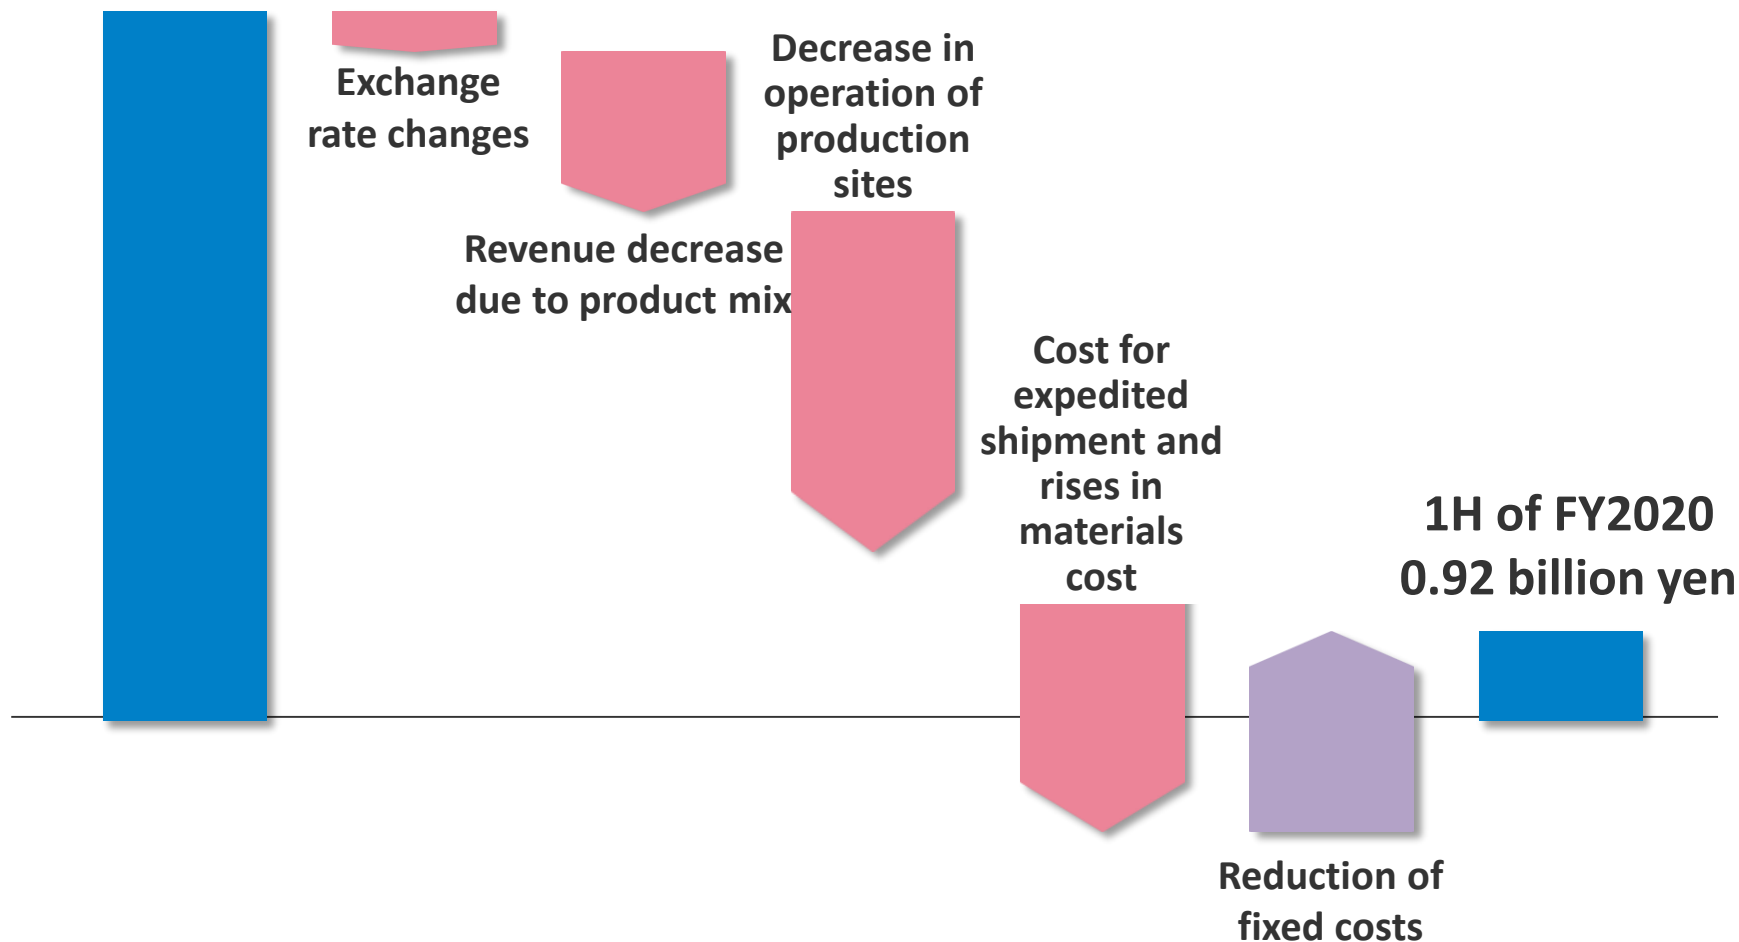 Exchange
rate changes
Revenue decrease
due to product mix
Decrease in
operation of
production
sites
Cost for
expedited
shipment and
rises in
materials
cost
Reduction of
fixed costs
1H of FY2020
0.92 billion yen